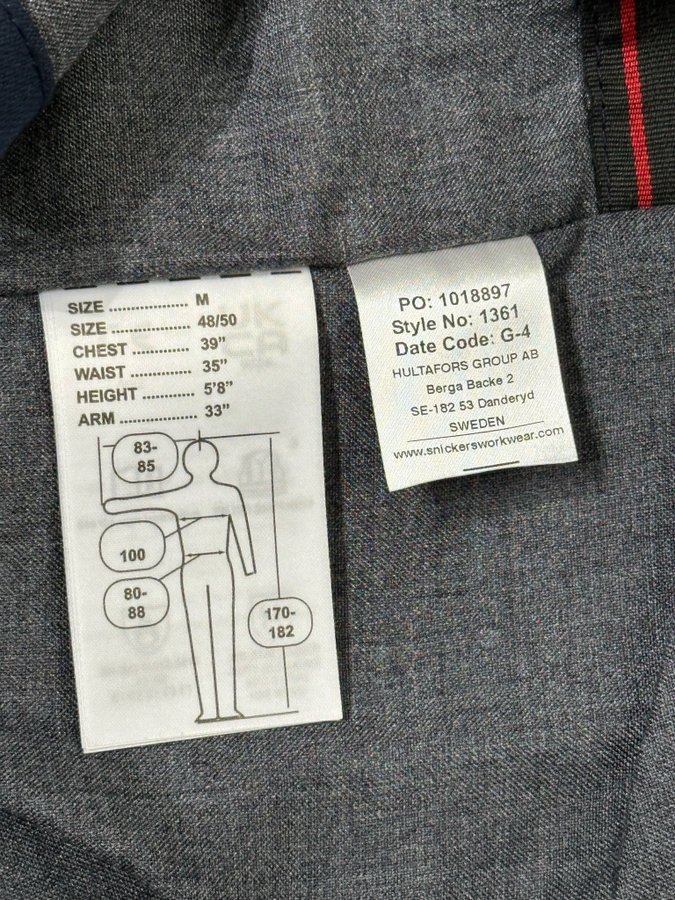 SIZE .................. M
SIZE .................. 48/50
CHEST ............. 39”
WAIST .............. 35”
HEIGHT ............ 5’8”
ARM .................. 33”
83-
85
100
80-
88
170-
182
PO: 1018897
Style No: 1361
Date Code: G-4
HULTAFORS GROUP AB
Berga Backe 2
SE-182 53 Danderyd
SWEDEN
www.snickersworkwear.com